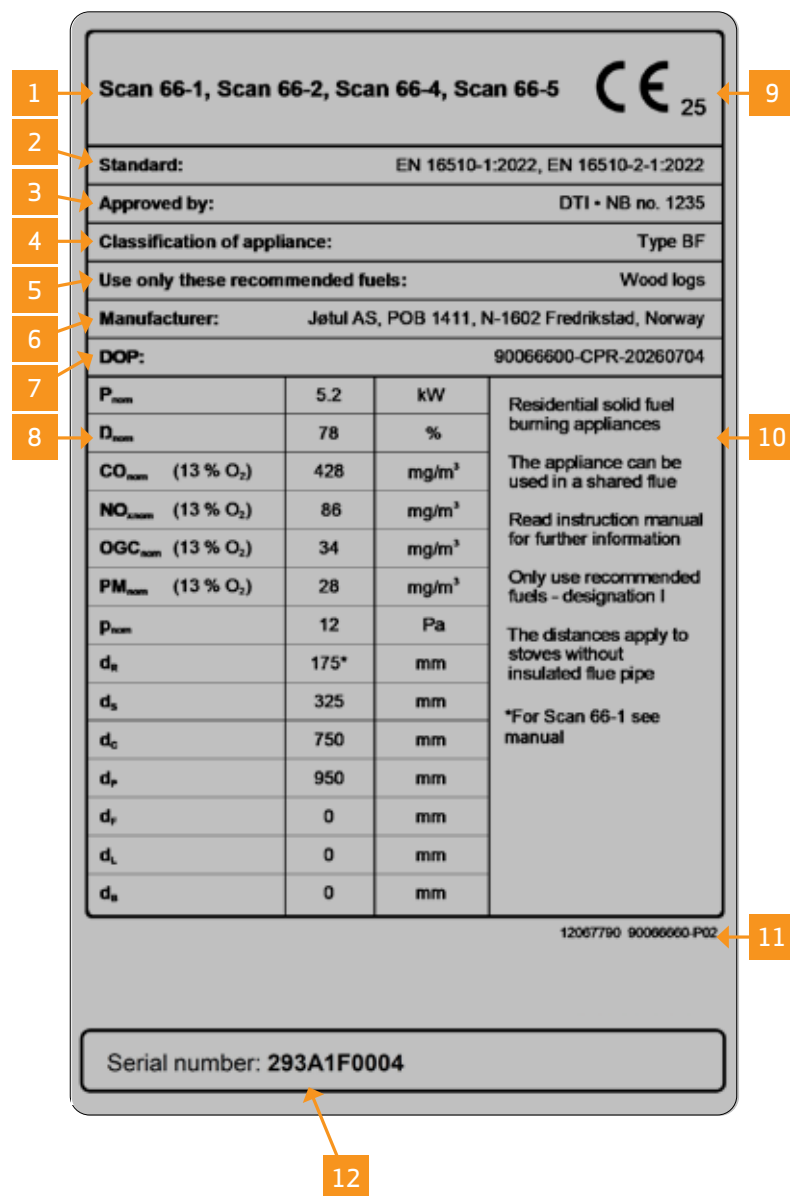 1
Scan 66-1, Scan 66-2, Scan 66-4, Scan 66-5
CE 25
9
2
Standard: EN 16510-1:2022, EN 16510-2-1:2022
3
Approved by: DTI • NB no. 1235
4
Classification of appliance: Type BF
5
Use only these recommended fuels: Wood logs
6
Manufacturer: Jøtul AS, POB 1411, N-1602 Fredrikstad, Norway
7
DOP: 90066600-CPR-20260704
8
Pnom 5.2 kW
Dnom 78 %
COnom (13 % O₂) 428 mg/m³
NOxnom (13 % O₂) 86 mg/m³
OGCnom (13 % O₂) 34 mg/m³
PMnom (13 % O₂) 28 mg/m³
pnom 12 Pa
dR 175* mm
dS 325 mm
dC 750 mm
dP 950 mm
dF 0 mm
dL 0 mm
dB 0 mm
Residential solid fuel
burning appliances
The appliance can be
used in a shared flue
Read instruction manual
for further information
Only use recommended
fuels - designation I
The distances apply to
stoves without
insulated flue pipe
*For Scan 66-1 see
manual
10
12067790 90066660-P02
11
Serial number: 293A1F0004
12